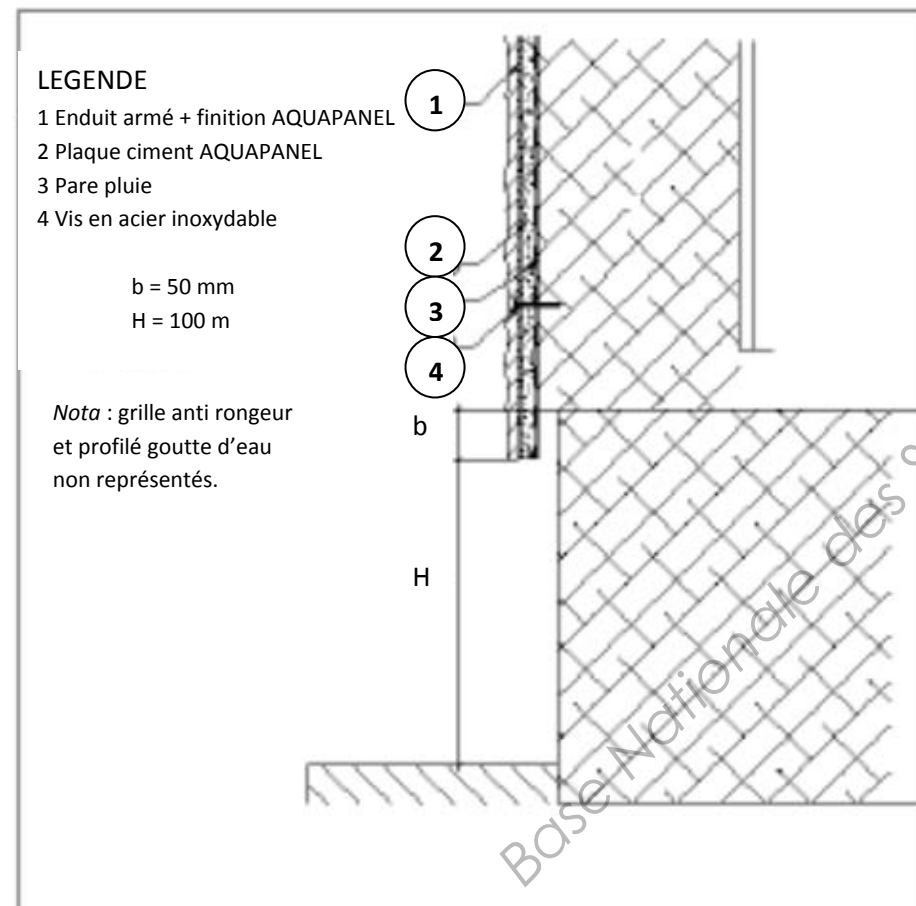 LEGENDE
1 Enduit armé + finition AQUAPANEL
2 Plaque ciment AQUAPANEL
3 Pare pluie
4 Vis en acier inoxydable
b = 50 mm
H = 100 m
Nota : grille anti rongeur
et profilé goutte d'eau
non représentés.
1
2
3
4
b
H
Base Nationale des